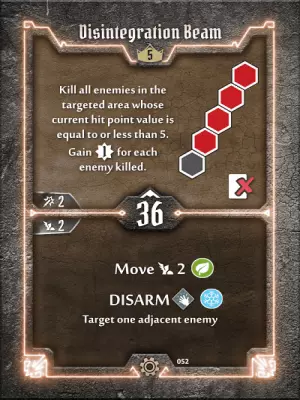 Disintegration Beam
5
Kill all enemies in the
targeted area whose
current hit point value is
equal to or less than 5.
Gain 1 for each
enemy killed.
2
36
2
Move 2
DISARM
Target one adjacent enemy
052